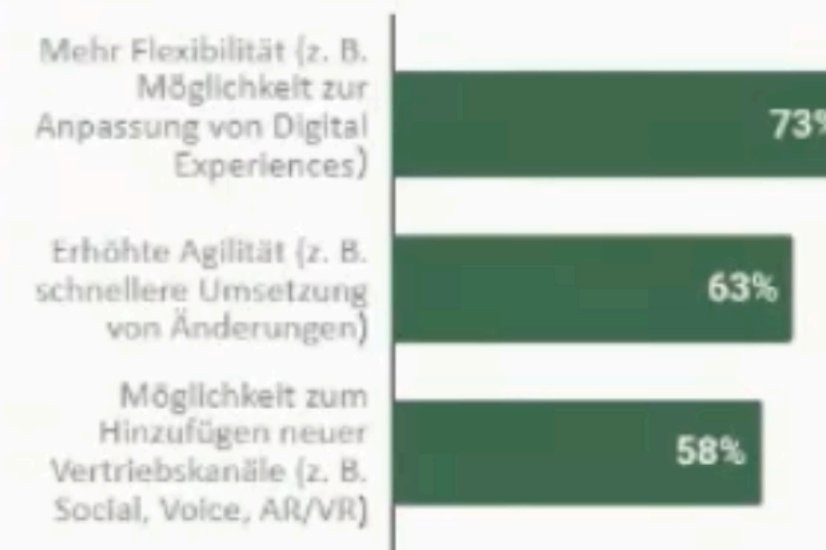 Mehr Flexibilität (z. B.
Möglichkeit zur
Anpassung von Digital
Experiences)
73%
Erhöhte Agilität (z. B.
schnellere Umsetzung
von Änderungen)
63%
Möglichkeit zum
Hinzufügen neuer
Vertriebskanäle (z. B.
Social, Voice, AR/VR)
58%